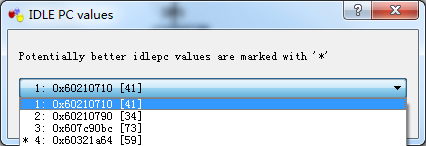 IDLE PC values
Potentially better idlepc values are marked with '*'
1: 0x60210710 [41]
1: 0x60210710 [41]
2: 0x60210790 [34]
3: 0x607c90bc [73]
* 4: 0x60321a64 [59]